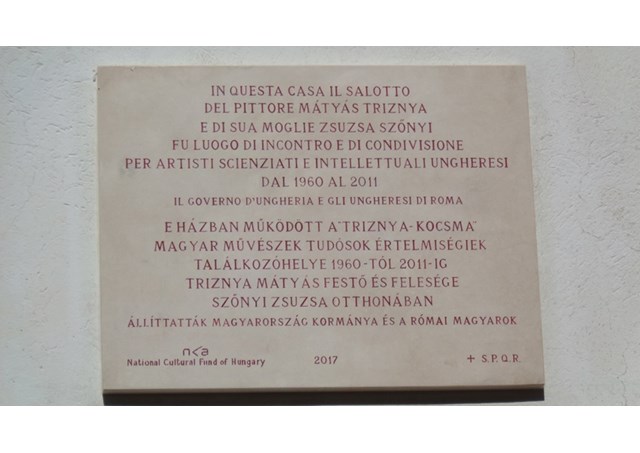 IN QUESTA CASA IL SALOTTO
DEL PITTORE MÁTYÁS TRIZNYA
E DI SUA MOGLIE ZSUZSA SZŐNYI
FU LUOGO DI INCONTRO E DI CONDIVISIONE
PER ARTISTI SCIENZIATI E INTELLETTUALI UNGHERESI
DAL 1960 AL 2011
IL GOVERNO D'UNGHERIA E GLI UNGHERESI DI ROMA
E HÁZBAN MŰKÖDÖTT A "TRIZNYA-KOCSMA"
MAGYAR MŰVÉSZEK TUDÓSOK ÉRTELMISÉGIEK
TALÁLKOZÓHELYE 1960-TÓL 2011-IG
TRIZNYA MÁTYÁS FESTŐ ÉS FELESÉGE
SZŐNYI ZSUZSA OTTHONÁBAN
ÁLLÍTTATTÁK MAGYARORSZÁG KORMÁNYA ÉS A RÓMAI MAGYAROK
nka
National Cultural Fund of Hungary 2017 + S.P.Q.R.